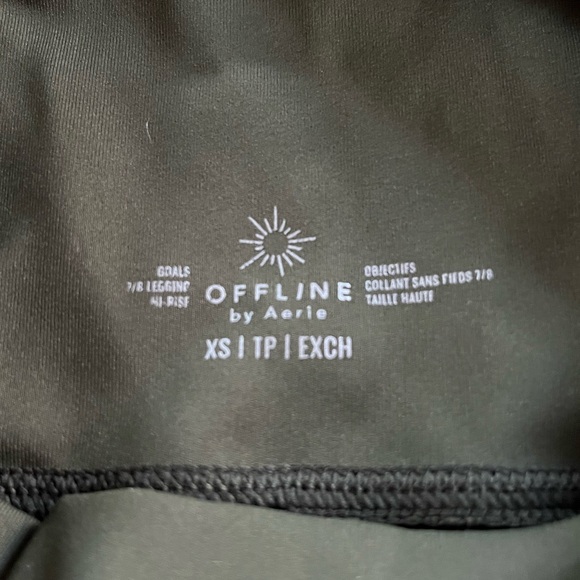 GOALS
7/8 LEGGING
HI-RISE
OFFLINE
by Aerie
OBJECTIFS
COLLANT SANS PIEDS 7/8
TAILLE HAUTE
XS | TP | EXCH